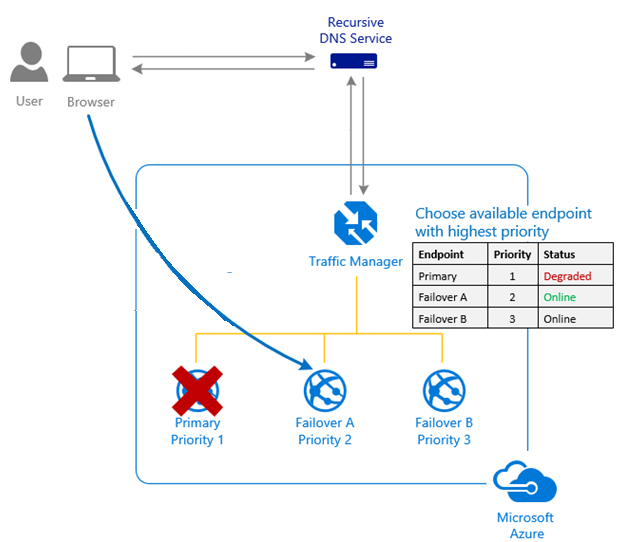 Recursive
DNS Service
User
Browser
Choose available endpoint
with highest priority
Traffic Manager
Endpoint Priority Status
Primary 1 Degraded
Failover A 2 Online
Failover B 3 Online
Primary
Priority 1
Failover A
Priority 2
Failover B
Priority 3
Microsoft
Azure